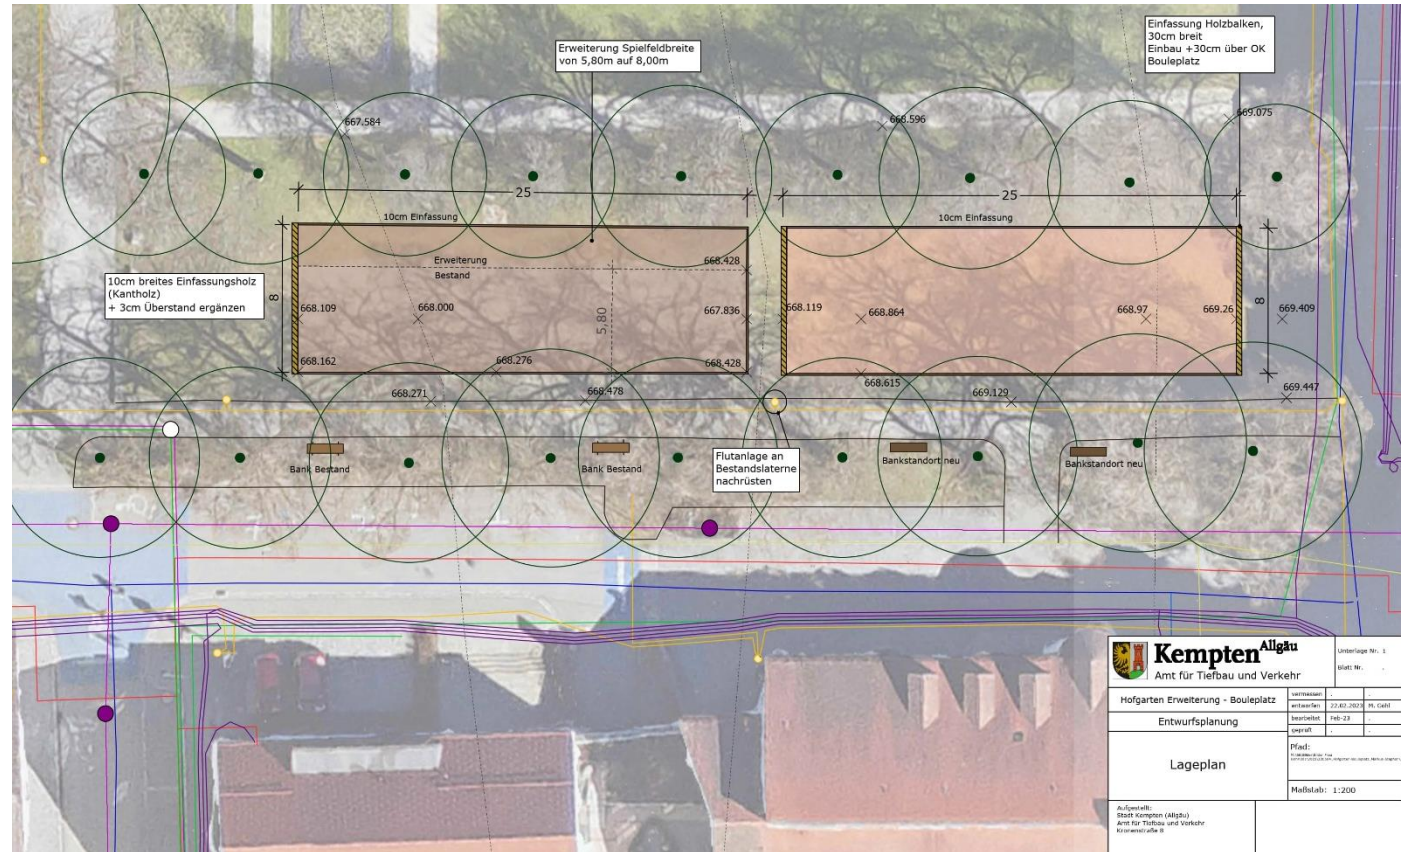 Einfassung Holzbalken,
30cm breit
Einbau +30cm über OK
Bouleplatz
Erweiterung Spielfeldbreite
von 5,80m auf 8,00m
667.584
668.596
669.075
25
25
10cm Einfassung
10cm Einfassung
Erweiterung
Bestand
668.428
10cm breites Einfassungsholz
(Kantholz)
+ 3cm Überstand ergänzen
8
668.109
668.000
5,80
667.836
668.119
668.864
668.97
669.26
8
669.409
668.162
668.276
668.428
668.615
668.271
668.478
669.129
669.447
Bank Bestand
Bank Bestand
Flutanlage an
Bestandslaterne
nachrüsten
Bankstandort neu
Bankstandort neu
Kempten Allgäu
Amt für Tiefbau und Verkehr
Unterlage Nr. 1
Blatt Nr. .
Hofgarten Erweiterung - Bouleplatz
Entwurfsplanung
Lageplan
vermessen . .
entworfen 22.02.2023 M. Gehl
bearbeitet Feb-23 .
geprüft . .
Pfad:
Maßstab: 1:200
Aufgestellt:
Stadt Kempten (Allgäu)
Amt für Tiefbau und Verkehr
Kronenstraße 8